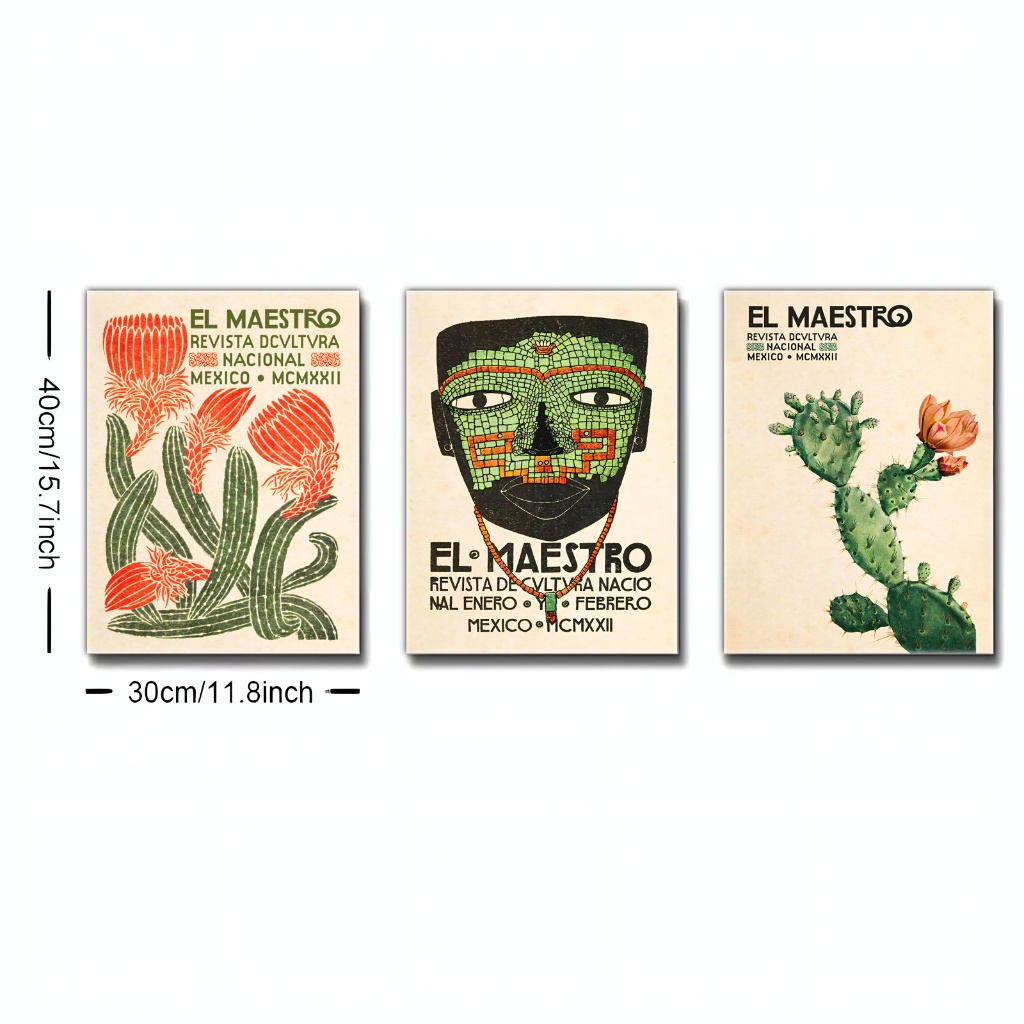 EL MAESTRO
REVISTA DCVLTVRA
NACIONAL
MEXICO • MCMXXII
EL • MAESTRO
REVISTA DE CVLTVRA NACIO
NAL ENERO • Y • FEBRERO
MEXICO • MCMXXII
EL MAESTRO
REVISTA DCVLTVRA
NACIONAL
MEXICO • MCMXXII
40cm/15.7inch
30cm/11.8inch